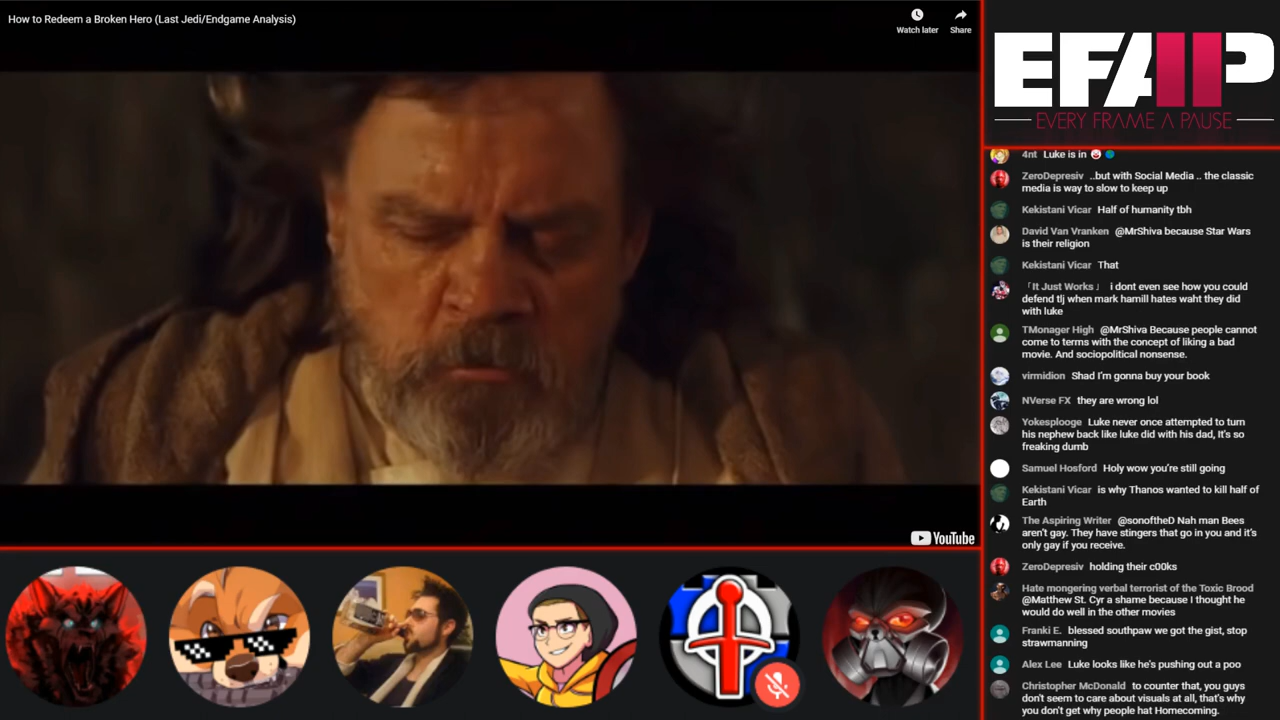 How to Redeem a Broken Hero (Last Jedi/Endgame Analysis)
Watch later
Share
YouTube
EFAP
EVERY FRAME A PAUSE
4nt Luke is in
ZeroDepresiv ..but with Social Media .. the classic
media is way to slow to keep up
Kekistani Vicar Half of humanity tbh
David Van Vranken @MrShiva because Star Wars
is their religion
Kekistani Vicar That
「It Just Works」 i dont even see how you could
defend tlj when mark hamill hates waht they did
with luke
TMonager High @MrShiva Because people cannot
come to terms with the concept of liking a bad
movie. And sociopolitical nonsense.
virmidion Shad I'm gonna buy your book
NVerse FX they are wrong lol
Yokesplooge Luke never once attempted to turn
his nephew back like luke did with his dad, It's so
freaking dumb
Samuel Hosford Holy wow you're still going
Kekistani Vicar is why Thanos wanted to kill half of
Earth
The Aspiring Writer @sonoftheD Nah man Bees
aren't gay. They have stingers that go in you and it's
only gay if you receive.
ZeroDepresiv holding their c00ks
Hate mongering verbal terrorist of the Toxic Brood
@Matthew St. Cyr a shame because I thought he
would do well in the other movies
Franki E. blessed southpaw we got the gist, stop
strawmanning
Alex Lee Luke looks like he's pushing out a poo
Christopher McDonald to counter that, you guys
don't seem to care about visuals at all, that's why
you don't get why people hat Homecoming.